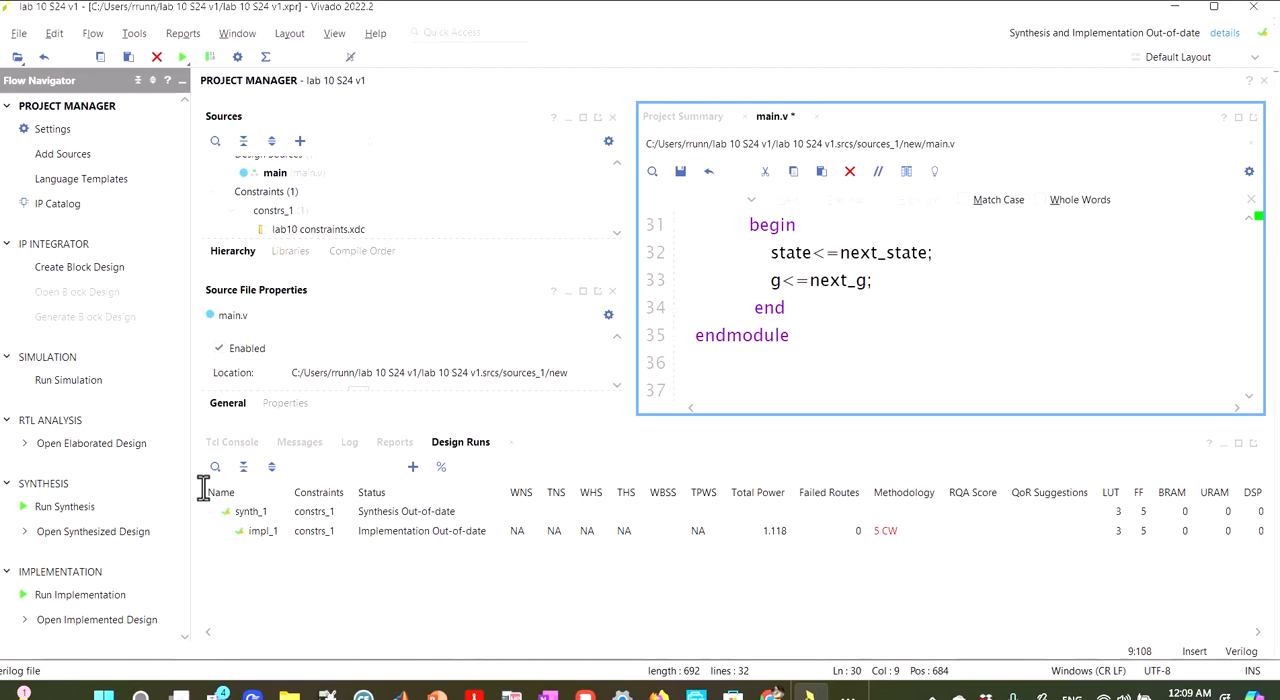 lab 10 S24 v1 - [C:/Users/rrunn/lab 10 S24 v1/lab 10 S24 v1.xpr] - Vivado 2022.2
File Edit Flow Tools Reports Window Layout View Help Quick Access
Synthesis and Implementation Out-of-date details
Default Layout
Flow Navigator
PROJECT MANAGER - lab 10 S24 v1
PROJECT MANAGER
Settings
Add Sources
Language Templates
IP Catalog
IP INTEGRATOR
Create Block Design
Open Block Design
Generate Block Design
SIMULATION
Run Simulation
RTL ANALYSIS
Open Elaborated Design
SYNTHESIS
Run Synthesis
Open Synthesized Design
IMPLEMENTATION
Run Implementation
Open Implemented Design
Sources
Design Sources
main (main.v)
Constraints (1)
constrs_1 (1)
lab10 constraints.xdc
Hierarchy Libraries Compile Order
Source File Properties
main.v
Enabled
Location: C:/Users/rrunn/lab 10 S24 v1/lab 10 S24 v1.srcs/sources_1/new
General Properties
Project Summary main.v *
C:/Users/rrunn/lab 10 S24 v1/lab 10 S24 v1.srcs/sources_1/new/main.v
Match Case Whole Words
31 begin
32 state<=next_state;
33 g<=next_g;
34 end
35 endmodule
36
37
Tcl Console Messages Log Reports Design Runs
Name Constraints Status WNS TNS WHS THS WBSS TPWS Total Power Failed Routes Methodology RQA Score QoR Suggestions LUT FF BRAM URAM DSP
synth_1 constrs_1 Synthesis Out-of-date 3 5 0 0 0
impl_1 constrs_1 Implementation Out-of-date NA NA NA NA NA 1.118 0 5 CW 3 5 0 0 0
9:108 Insert Verilog
erilog file length : 692 lines : 32 Ln : 30 Col : 9 Pos : 684 Windows (CR LF) UTF-8 INS
1 4 ENG 12:09 AM